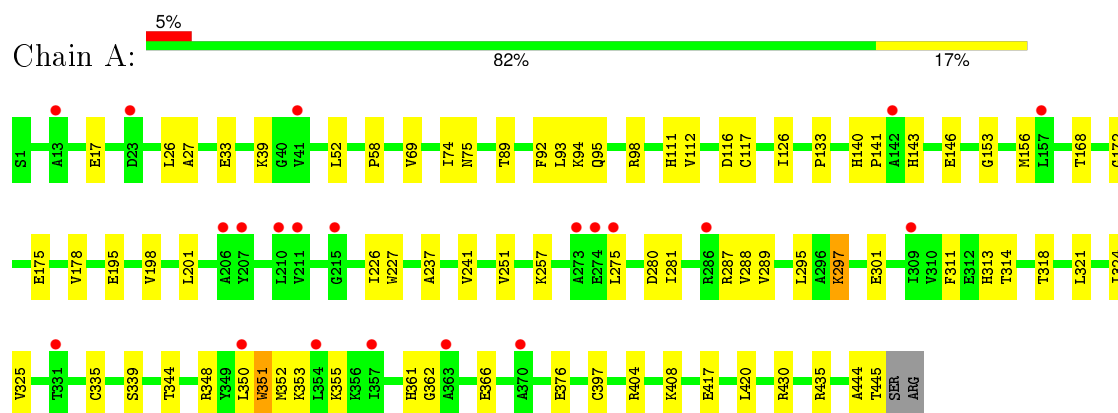 5%
Chain A:
82% 17%
S1 A13 E17 D23 L26 A27 E33 K39 G40 V41 L52 P58 V69 I74 N75 T89 F92 L93 K94 Q95 R98 H111 V112 D116 C117 I126 P133 H140 P141 A142 H143 E146 G153 M156 L157 T168
E175 V178 E195 V198 L201 A206 Y207 L210 V211 G215 I226 W227 A237 V241 V251 K257 A273 E274 L275 D280 I281 R286 R287 V288 V289 L295 A296 K297 E301 I309 V310 F311 E312 H313 T314 T318 L321
V325 T331 C335 S339 T344 R348 Y349 L350 W351 M352 K353 L354 K355 K356 I357 H361 G362 A363 E366 A370 E376 C397 R404 K408 E417 L420 R430 R435 A444 T445 SER ARG